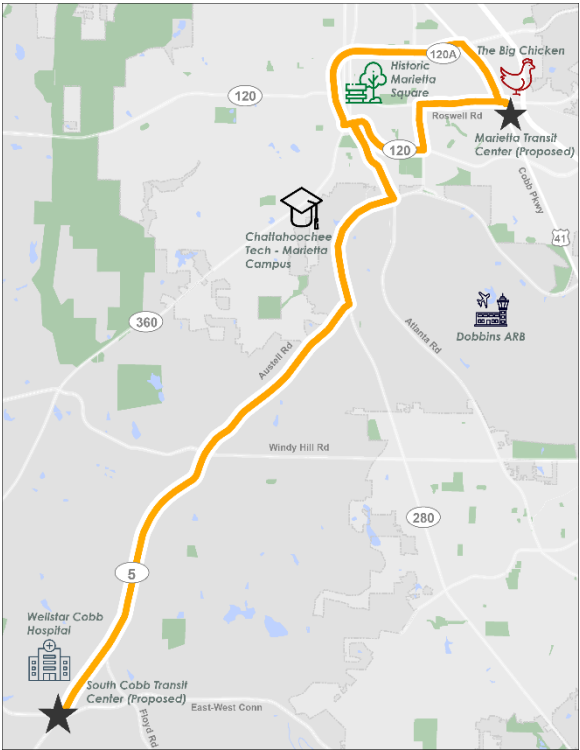 The Big Chicken
120A
Historic
Marietta
Square
120
Roswell Rd
Marietta Transit
Center (Proposed)
120
Cobb Pkwy
Chattahoochee
Tech - Marietta
Campus
41
360
Dobbins ARB
Atlanta Rd
Austell Rd
Windy Hill Rd
280
5
Wellstar Cobb
Hospital
South Cobb Transit
Center (Proposed)
East-West Conn
Floyd Rd